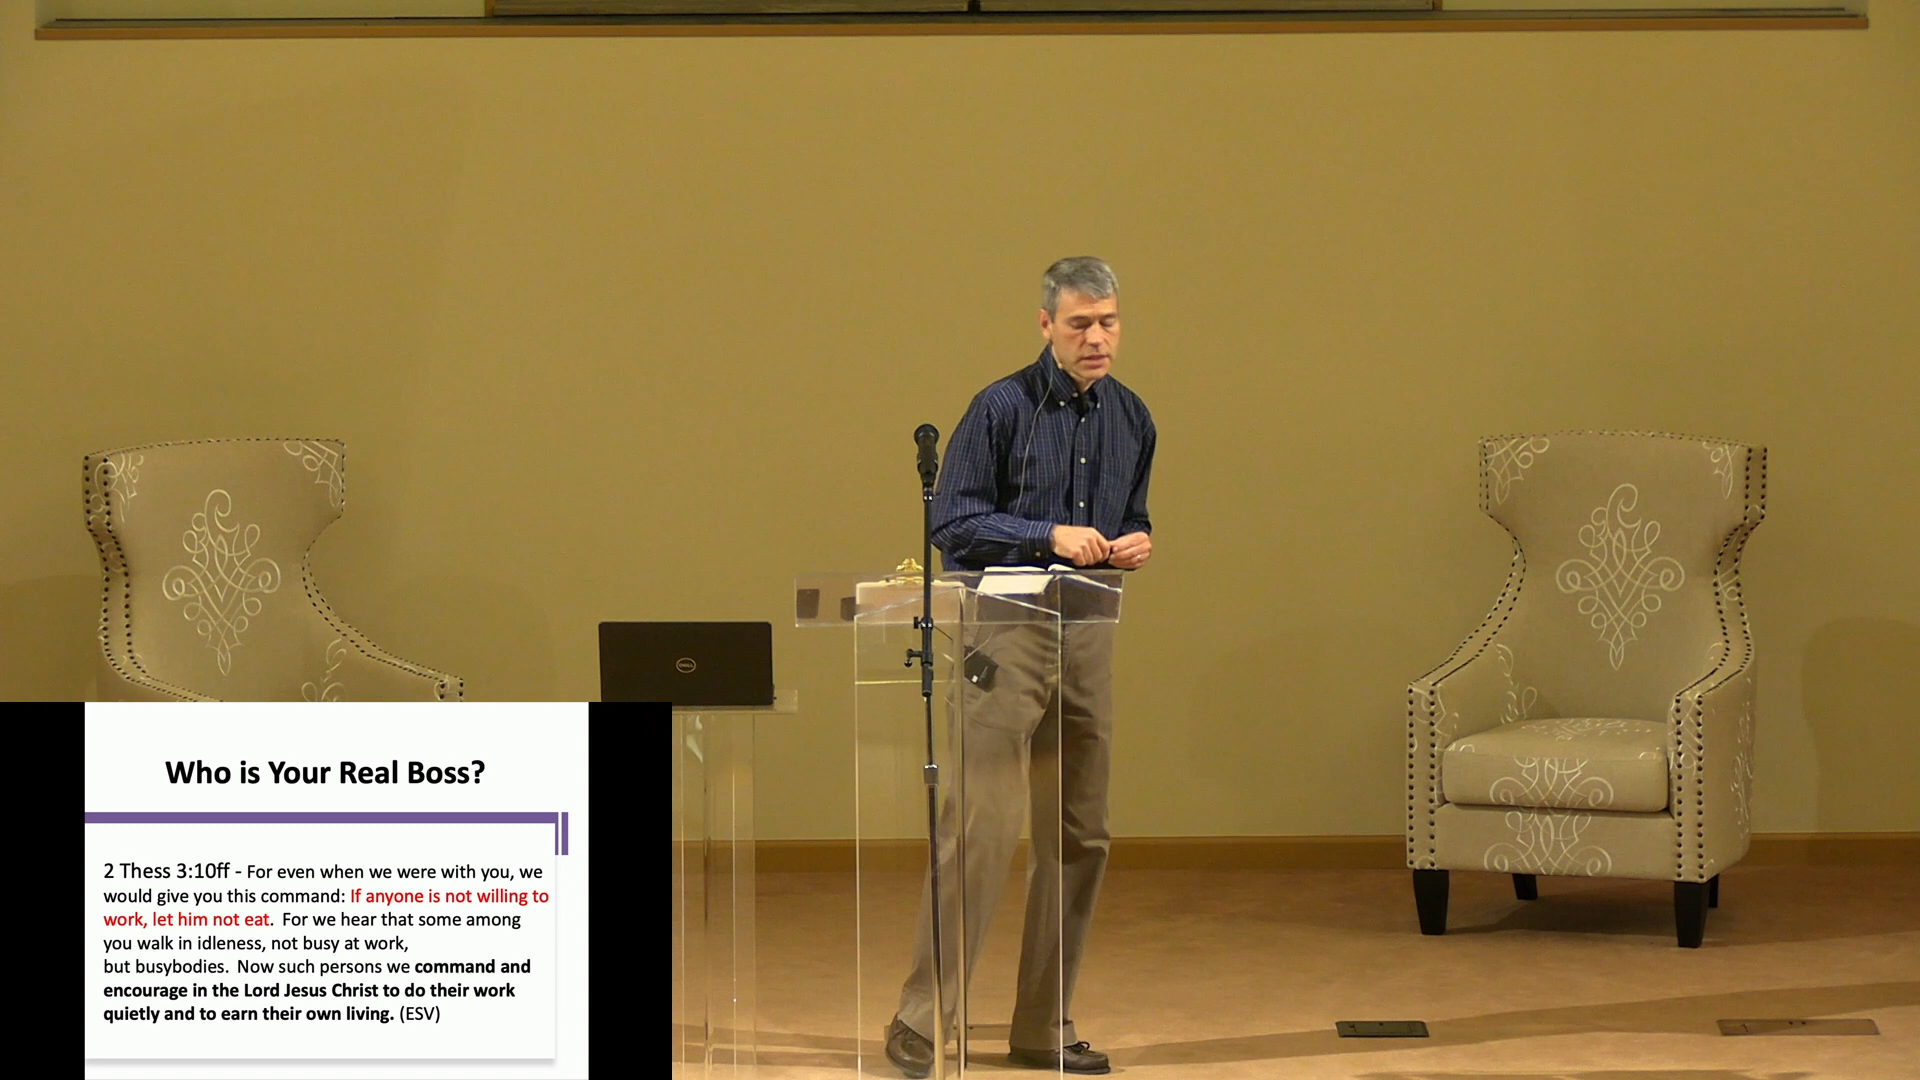 DELL
Who is Your Real Boss?
2 Thess 3:10ff - For even when we were with you, we
would give you this command: If anyone is not willing to
work, let him not eat.  For we hear that some among
you walk in idleness, not busy at work,
but busybodies.  Now such persons we command and
encourage in the Lord Jesus Christ to do their work
quietly and to earn their own living. (ESV)